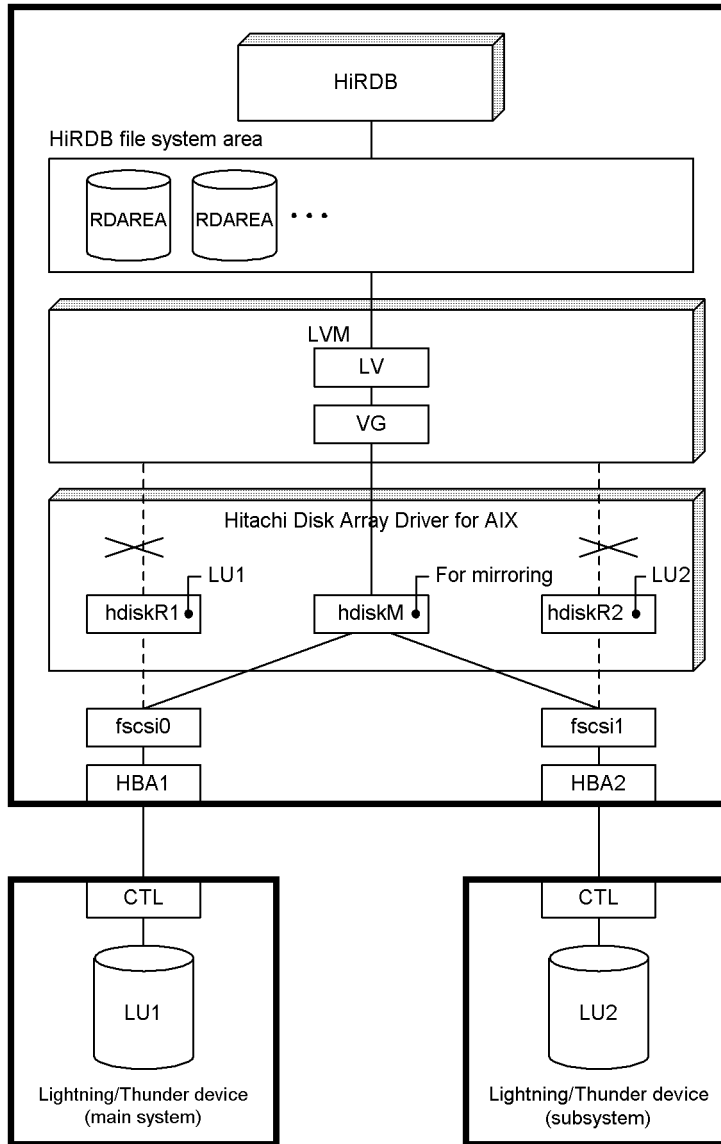 HiRDB
HiRDB file system area
RDAREA RDAREA • • •
LVM
LV
VG
Hitachi Disk Array Driver for AIX
LU1 For mirroring LU2
hdiskR1 hdiskM hdiskR2
fscsi0 fscsi1
HBA1 HBA2
CTL CTL
LU1 LU2
Lightning/Thunder device
(main system)
Lightning/Thunder device
(subsystem)